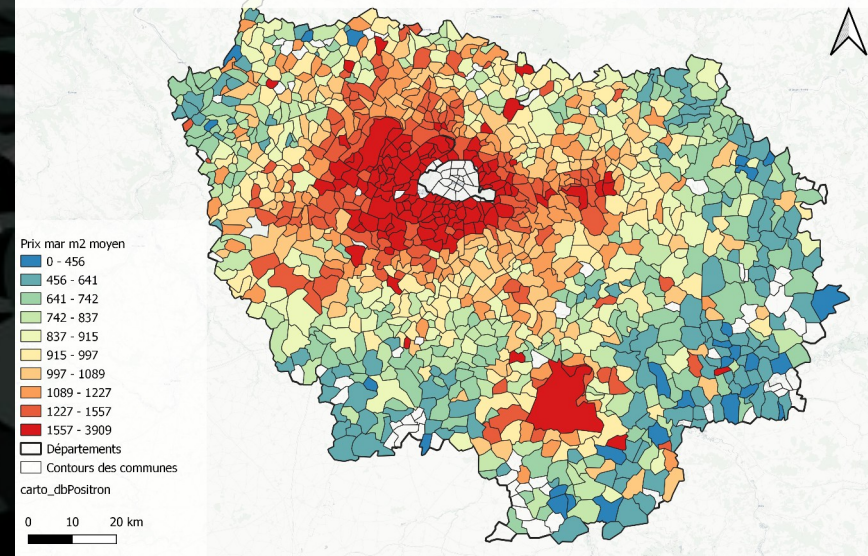 Prix mar m2 moyen
0 - 456
456 - 641
641 - 742
742 - 837
837 - 915
915 - 997
997 - 1089
1089 - 1227
1227 - 1557
1557 - 3909
Départements
Contours des communes
carto_dbPositron
0 10 20 km